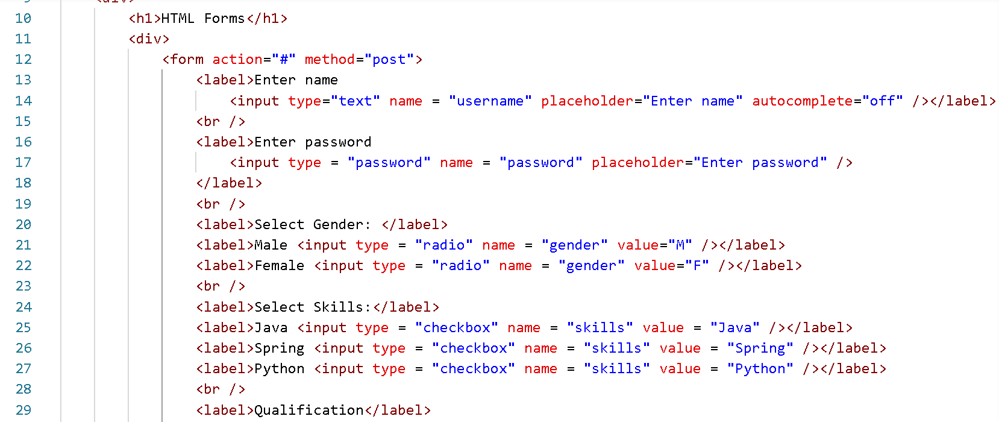 9 <div>
10 <h1>HTML Forms</h1>
11 <div>
12 <form action="#" method="post">
13 <label>Enter name
14 <input type="text" name = "username" placeholder="Enter name" autocomplete="off" /></label>
15 <br />
16 <label>Enter password
17 <input type = "password" name = "password" placeholder="Enter password" />
18 </label>
19 <br />
20 <label>Select Gender: </label>
21 <label>Male <input type = "radio" name = "gender" value="M" /></label>
22 <label>Female <input type = "radio" name = "gender" value="F" /></label>
23 <br />
24 <label>Select Skills:</label>
25 <label>Java <input type = "checkbox" name = "skills" value = "Java" /></label>
26 <label>Spring <input type = "checkbox" name = "skills" value = "Spring" /></label>
27 <label>Python <input type = "checkbox" name = "skills" value = "Python" /></label>
28 <br />
29 <label>Qualification</label>